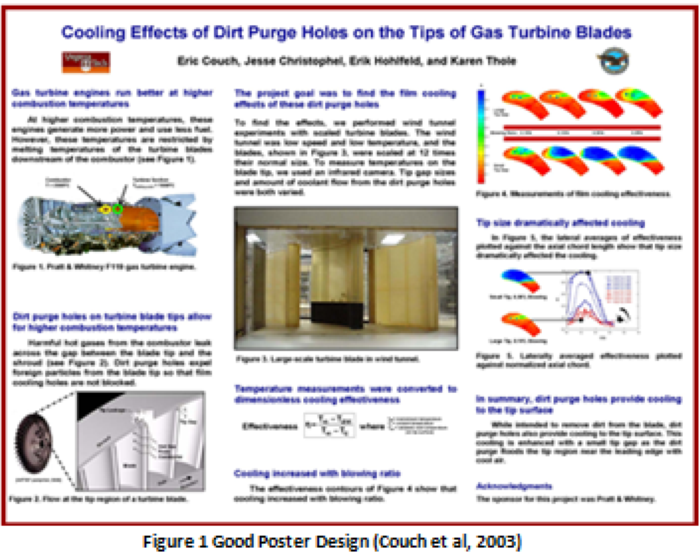 Cooling Effects of Dirt Purge Holes on the Tips of Gas Turbine Blades
Eric Couch, Jesse Christophel, Erik Hohlfeld, and Karen Thole
Gas turbine engines run better at higher
combustion temperatures
At higher combustion temperatures, these
engines generate more power and use less fuel.
However, these temperatures are restricted by
melting temperatures of the turbine blades
downstream of the combustor (see Figure 1).
Combustor
Turbine Section
Figure 1. Pratt & Whitney F119 gas turbine engine.
Dirt purge holes on turbine blade tips allow
for higher combustion temperatures
Harmful hot gases from the combustor leak
across the gap between the blade tip and the
shroud (see Figure 2). Dirt purge holes expel
foreign particles from the blade tip so that film
cooling holes are not blocked.
Figure 2. Flow at the tip region of a turbine blade.
The project goal was to find the film cooling
effects of these dirt purge holes
To find the effects, we performed wind tunnel
experiments with scaled turbine blades. The wind
tunnel was low speed and low temperature, and the
blades, shown in Figure 3, were scaled at 12 times
their normal size. To measure temperatures on the
blade tip, we used an infrared camera. Tip gap sizes
and amount of coolant flow from the dirt purge holes
were both varied.
Figure 3. Large-scale turbine blade in wind tunnel.
Temperature measurements were converted to
dimensionless cooling effectiveness
Effectiveness
where
Cooling increased with blowing ratio
The effectiveness contours of Figure 4 show that
cooling increased with blowing ratio.
Figure 4. Measurements of film cooling effectiveness.
Tip size dramatically affected cooling
In Figure 5, the lateral averages of effectiveness
plotted against the axial chord length show that tip size
dramatically affected the cooling.
Figure 5. Laterally averaged effectiveness plotted
against normalized axial chord.
In summary, dirt purge holes provide cooling
to the tip surface
While intended to remove dirt from the blade, dirt
purge holes also provide cooling to the tip surface. This
cooling is enhanced with a small tip gap as the dirt
purge floods the tip region near the leading edge with
cool air.
Acknowledgments
The sponsor for this project was Pratt & Whitney.
Figure 1 Good Poster Design (Couch et al, 2003)